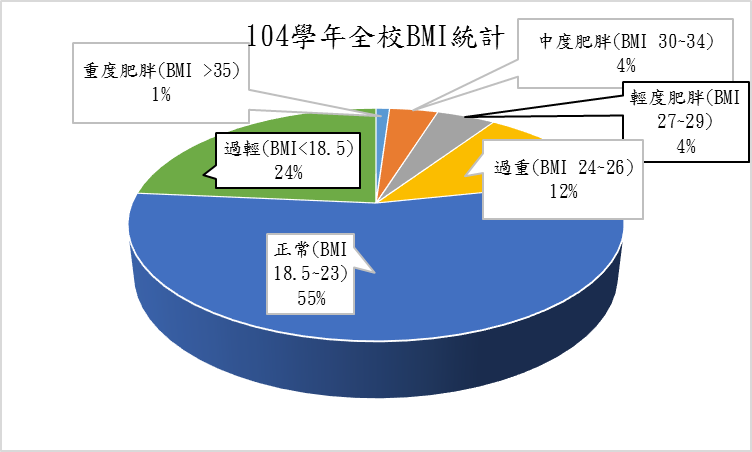 104學年全校BMI統計
重度肥胖(BMI >35)
1%
中度肥胖(BMI 30~34)
4%
輕度肥胖(BMI
27~29)
4%
過輕(BMI<18.5)
24%
過重(BMI 24~26)
12%
正常(BMI
18.5~23)
55%